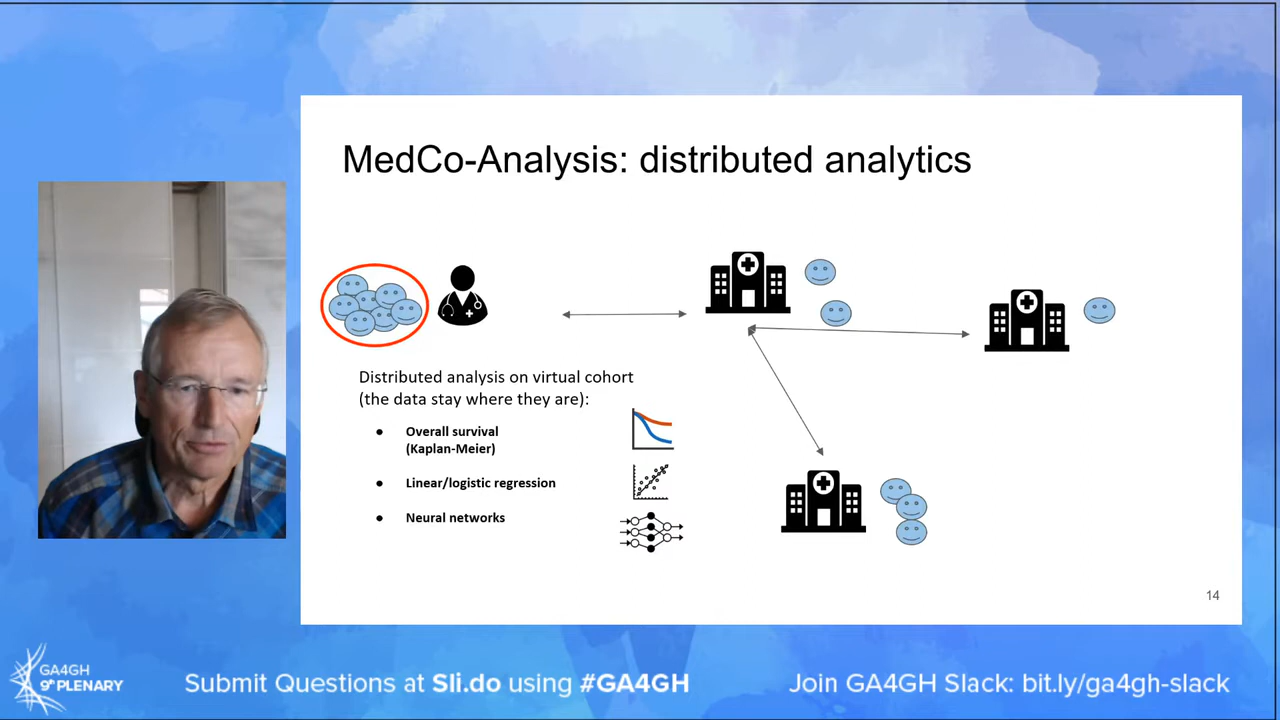 MedCo-Analysis: distributed analytics
Distributed analysis on virtual cohort
(the data stay where they are):
● Overall survival
(Kaplan-Meier)
● Linear/logistic regression
● Neural networks
14
GA4GH
9th PLENARY
Submit Questions at Sli.do using #GA4GH
Join GA4GH Slack: bit.ly/ga4gh-slack